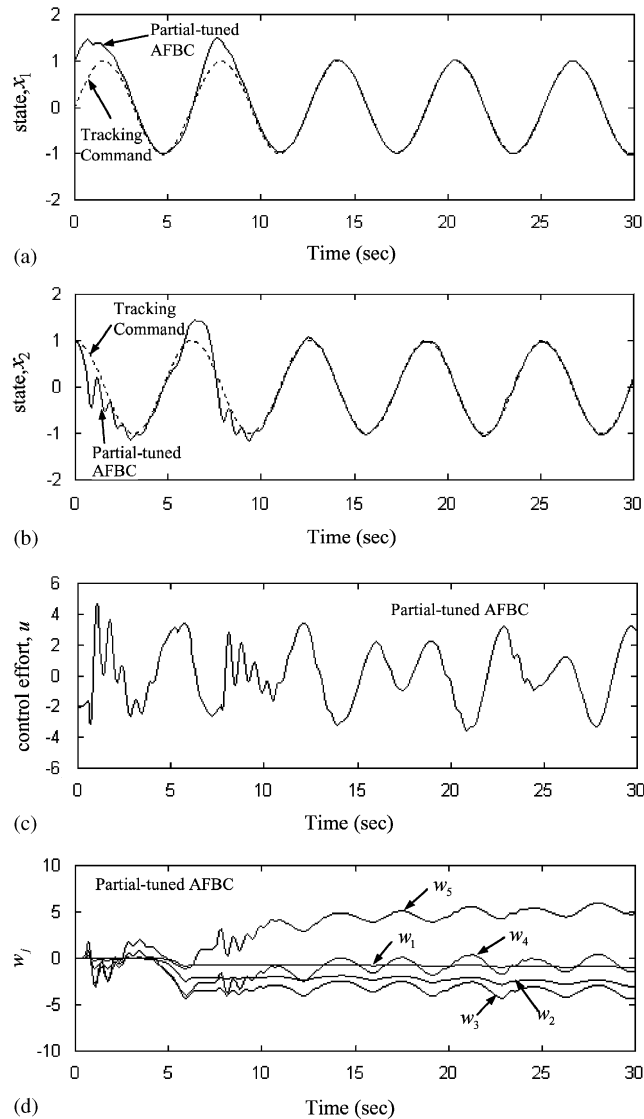 2
Partial-tuned
AFBC
1
0
Tracking
Command
-1
-2
state, x1
0 5 10 15 20 25 30
Time (sec)
(a)
2
Tracking
Command
1
0
-1
Partial-tuned
AFBC
-2
state, x2
0 5 10 15 20 25 30
Time (sec)
(b)
6
4
Partial-tuned AFBC
2
0
-2
-4
-6
control effort, u
0 5 10 15 20 25 30
Time (sec)
(c)
10
Partial-tuned AFBC
w5
5
w1
w4
0
-5
w3
w2
-10
wj
0 5 10 15 20 25 30
Time (sec)
(d)